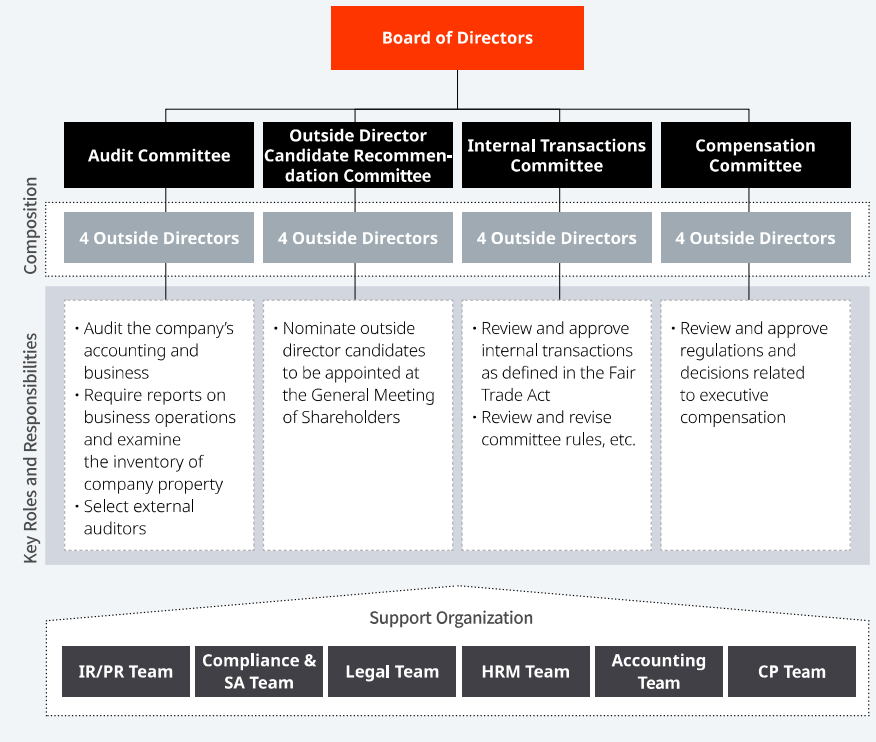 Board of Directors
Audit Committee
Outside Director
Candidate Recommen-
dation Committee
Internal Transactions
Committee
Compensation
Committee
Composition
4 Outside Directors
4 Outside Directors
4 Outside Directors
4 Outside Directors
Key Roles and Responsibilities
· Audit the company's
accounting and
business
· Require reports on
business operations
and examine
the inventory of
company property
· Select external
auditors
· Nominate outside
director candidates
to be appointed at
the General Meeting
of Shareholders
· Review and approve
internal transactions
as defined in the Fair
Trade Act
· Review and revise
committee rules, etc.
· Review and approve
regulations and
decisions related
to executive
compensation
Support Organization
IR/PR Team
Compliance &
SA Team
Legal Team
HRM Team
Accounting
Team
CP Team